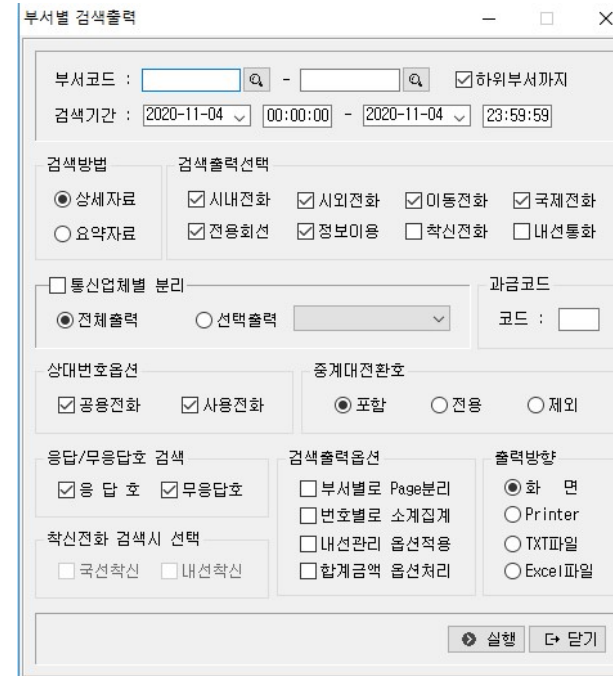 부서별 검색출력
부서코드 : - 하위부서까지
검색기간 : 2020-11-04 00:00:00 - 2020-11-04 23:59:59
검색방법 검색출력선택
상세자료 시내전화 시외전화 이동전화 국제전화
요약자료 전용회선 정보이용 착신전화 내선통화
통신업체별 분리 과금코드
전체출력 선택출력 코드 :
상대번호옵션 중계대전환호
공용전화 사용전화 포함 전용 제외
응답/무응답호 검색 검색출력옵션 출력방향
응 답 호 무응답호 부서별로 Page분리 화 면
번호별로 소계집계 Printer
착신전화 검색시 선택 내선관리 옵션적용 TXT파일
국선착신 내선착신 합계금액 옵션처리 Excel파일
실행 닫기